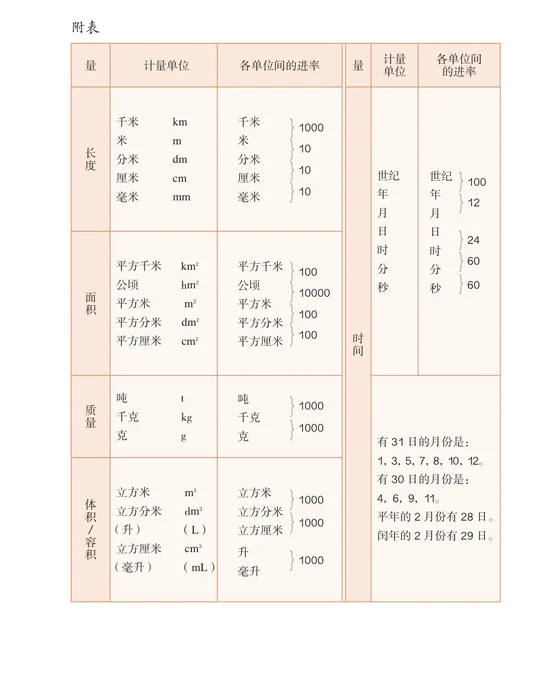 附表
量 计量单位 各单位间的进率 量 计量单位 各单位间的进率
长度
千米 km 千米
米 m 米
分米 dm 分米
厘米 cm 厘米
毫米 mm 毫米
1000
10
10
10
面积
平方千米 km² 平方千米
公顷 hm² 公顷
平方米 m² 平方米
平方分米 dm² 平方分米
平方厘米 cm² 平方厘米
100
10000
100
100
质量
吨 t 吨
千克 kg 千克
克 g 克
1000
1000
体积/容积
立方米 m³ 立方米
立方分米 dm³ 立方分米
（升） （L） 立方厘米
立方厘米 cm³ 升
（毫升） （mL） 毫升
1000
1000
1000
时间
世纪 世纪
年 年
月 月
日 日
时 时
分 分
秒 秒
100
12
24
60
60
有 31 日的月份是：
1, 3, 5, 7, 8, 10, 12。
有 30 日的月份是：
4, 6, 9, 11。
平年的 2 月份有 28 日。
闰年的 2 月份有 29 日。